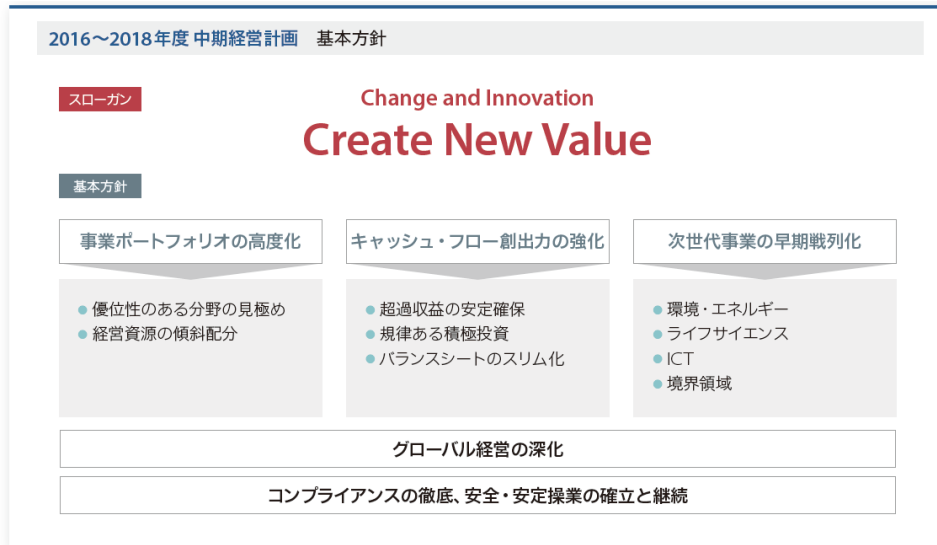 2016～2018年度 中期経営計画　基本方針
スローガン
Change and Innovation
Create New Value
基本方針
事業ポートフォリオの高度化
● 優位性のある分野の見極め
● 経営資源の傾斜配分
キャッシュ・フロー創出力の強化
● 超過収益の安定確保
● 規律ある積極投資
● バランスシートのスリム化
次世代事業の早期戦列化
● 環境・エネルギー
● ライフサイエンス
● ICT
● 境界領域
グローバル経営の深化
コンプライアンスの徹底、安全・安定操業の確立と継続